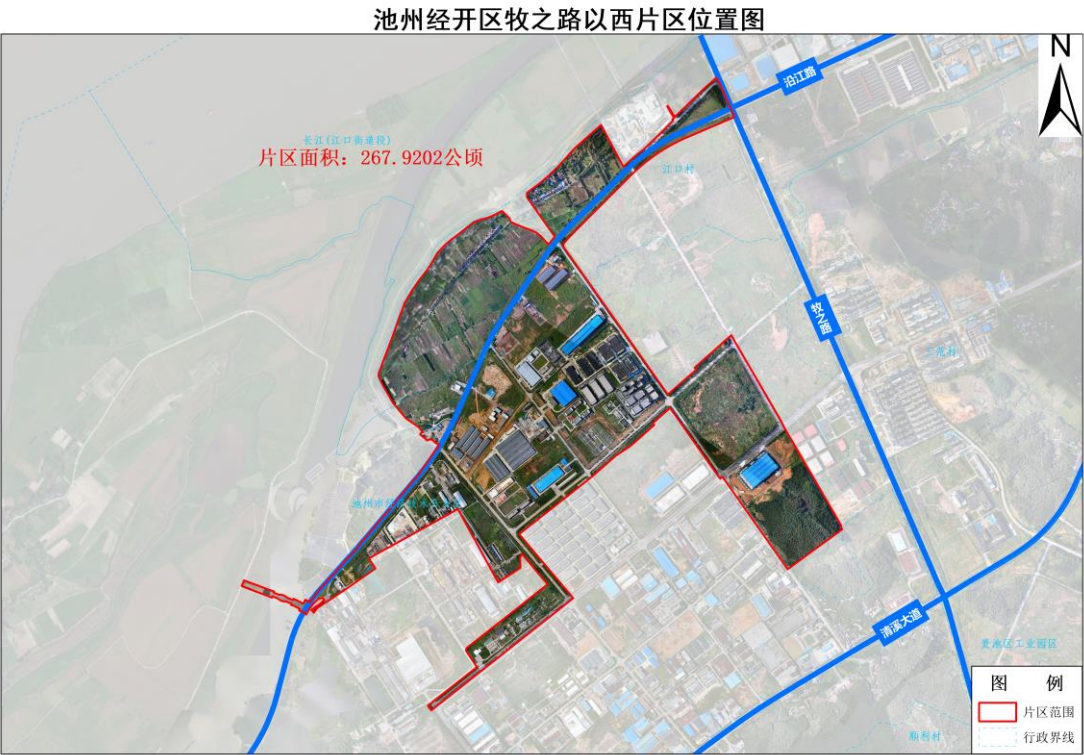 池州经开区牧之路以西片区位置图
N
沿江路
长江(江口街道段)
片区面积：267.9202公顷
江口村
牧之路
清溪大道
贵池区工业园区
顺利村
图 例
片区范围
行政界线